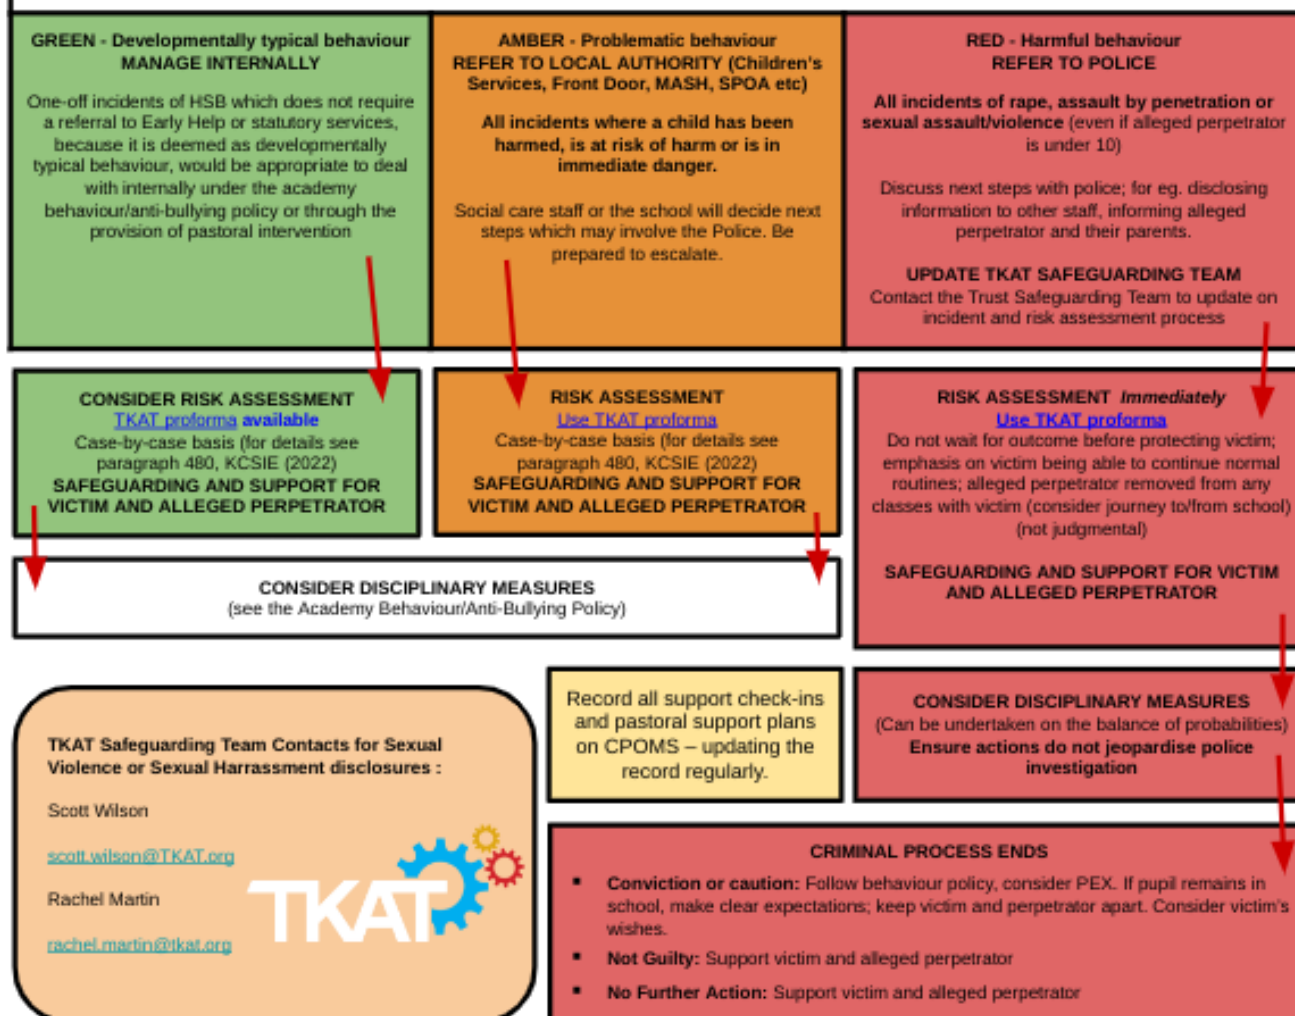 GREEN - Developmentally typical behaviour
MANAGE INTERNALLY
One-off incidents of HSB which does not require
a referral to Early Help or statutory services,
because it is deemed as developmentally
typical behaviour, would be appropriate to deal
with internally under the academy
behaviour/anti-bullying policy or through the
provision of pastoral intervention
AMBER - Problematic behaviour
REFER TO LOCAL AUTHORITY (Children's
Services, Front Door, MASH, SPOA etc)
All incidents where a child has been
harmed, is at risk of harm or is in
immediate danger.
Social care staff or the school will decide next
steps which may involve the Police. Be
prepared to escalate.
RED - Harmful behaviour
REFER TO POLICE
All incidents of rape, assault by penetration or
sexual assault/violence (even if alleged perpetrator
is under 10)
Discuss next steps with police; for eg. disclosing
information to other staff, informing alleged
perpetrator and their parents.
UPDATE TKAT SAFEGUARDING TEAM
Contact the Trust Safeguarding Team to update on
incident and risk assessment process
CONSIDER RISK ASSESSMENT
TKAT proforma available
Case-by-case basis (for details see
paragraph 480, KCSIE (2022)
SAFEGUARDING AND SUPPORT FOR
VICTIM AND ALLEGED PERPETRATOR
RISK ASSESSMENT
Use TKAT proforma
Case-by-case basis (for details see
paragraph 480, KCSIE (2022)
SAFEGUARDING AND SUPPORT FOR
VICTIM AND ALLEGED PERPETRATOR
RISK ASSESSMENT Immediately
Use TKAT proforma
Do not wait for outcome before protecting victim;
emphasis on victim being able to continue normal
routines; alleged perpetrator removed from any
classes with victim (consider journey to/from school)
(not judgmental)
SAFEGUARDING AND SUPPORT FOR VICTIM
AND ALLEGED PERPETRATOR
CONSIDER DISCIPLINARY MEASURES
(see the Academy Behaviour/Anti-Bullying Policy)
TKAT Safeguarding Team Contacts for Sexual
Violence or Sexual Harrassment disclosures :
Scott Wilson
scott.wilson@TKAT.org
Rachel Martin
rachel.martin@tkat.org
TKAT
Record all support check-ins
and pastoral support plans
on CPOMS – updating the
record regularly.
CONSIDER DISCIPLINARY MEASURES
(Can be undertaken on the balance of probabilities)
Ensure actions do not jeopardise police
investigation
CRIMINAL PROCESS ENDS
▪ Conviction or caution: Follow behaviour policy, consider PEX. If pupil remains in
school, make clear expectations; keep victim and perpetrator apart. Consider victim's
wishes.
▪ Not Guilty: Support victim and alleged perpetrator
▪ No Further Action: Support victim and alleged perpetrator